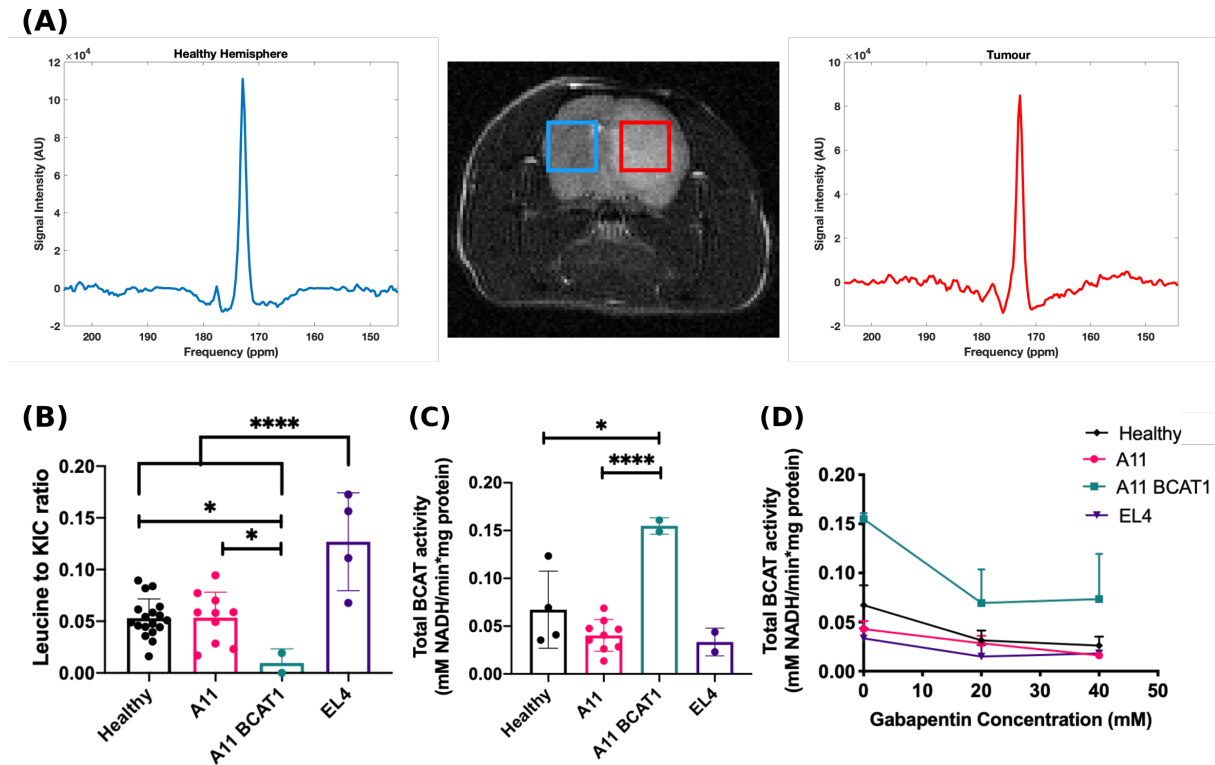 (A)
Healthy Hemisphere
×10⁴
12
10
8
6
4
2
0
-2
200
190
180
170
160
150
Signal Intensity (AU)
Frequency (ppm)
Tumour
×10⁴
10
8
6
4
2
0
-2
200
190
180
170
160
150
Signal intensity (AU)
Frequency (ppm)
(B)
****
*
*
0.20
0.15
0.10
0.05
0.00
Leucine to KIC ratio
Healthy
A11
A11 BCAT1
EL4
(C)
*
****
0.20
0.15
0.10
0.05
0.00
Total BCAT activity
(mM NADH/min*mg protein)
Healthy
A11
A11 BCAT1
EL4
(D)
Healthy
A11
A11 BCAT1
EL4
0.20
0.15
0.10
0.05
0.00
Total BCAT activity
(mM NADH/min*mg protein)
0
10
20
30
40
50
Gabapentin Concentration (mM)